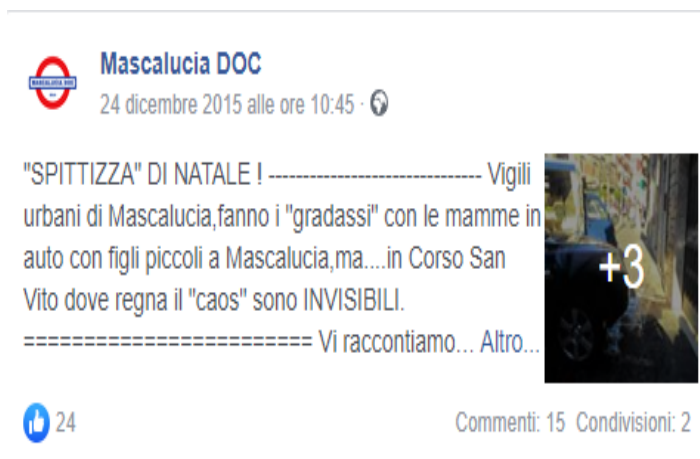 Mascalucia DOC
24 dicembre 2015 alle ore 10:45 ·
"SPITTIZZA" DI NATALE ! ------------------------------- Vigili
urbani di Mascalucia,fanno i "gradassi" con le mamme in
auto con figli piccoli a Mascalucia,ma....in Corso San
Vito dove regna il "caos" sono INVISIBILI.
======================== Vi raccontiamo... Altro...
+3
24
Commenti: 15 Condivisioni: 2
MASCALUCIA DOC